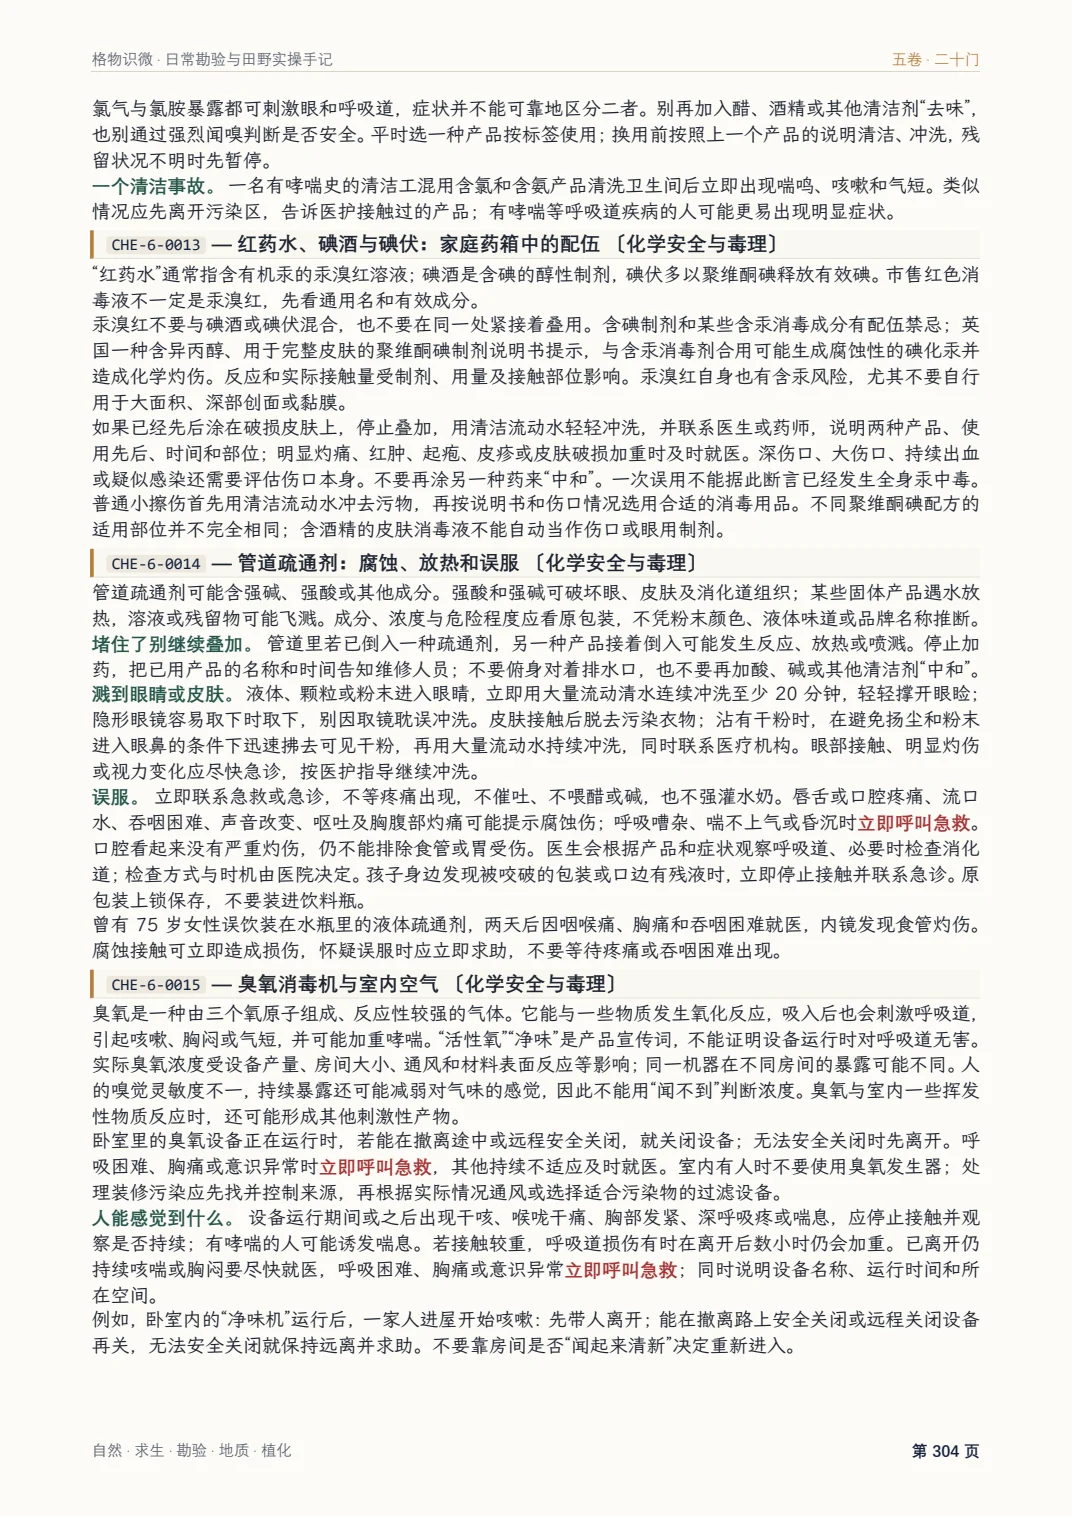 格物识微 · 日常勘验与田野实操手记
五卷 · 二十门
氯气与氯胺暴露都可刺激眼和呼吸道，症状并不能可靠地区分二者。别再加入醋、酒精或其他清洁剂“去味”，
也别通过强烈闻嗅判断是否安全。平时选一种产品按标签使用；换用前按照上一个产品的说明清洁、冲洗，残
留状况不明时先暂停。
一个清洁事故。 一名有哮喘史的清洁工混用含氯和含氨产品清洗卫生间后立即出现喘鸣、咳嗽和气短。类似
情况应先离开污染区，告诉医护接触过的产品；有哮喘等呼吸道疾病的人可能更易出现明显症状。
CHE-6-0013 — 红药水、碘酒与碘伏：家庭药箱中的配伍 〔化学安全与毒理〕
“红药水”通常指含有机汞的汞溴红溶液；碘酒是含碘的醇性制剂，碘伏多以聚维酮碘释放有效碘。市售红色消
毒液不一定是汞溴红，先看通用名和有效成分。
汞溴红不要与碘酒或碘伏混合，也不要在同一处紧接着叠用。含碘制剂和某些含汞消毒成分有配伍禁忌；英
国一种含异丙醇、用于完整皮肤的聚维酮碘制剂说明书提示，与含汞消毒剂合用可能生成腐蚀性的碘化汞并
造成化学灼伤。反应和实际接触量受制剂、用量及接触部位影响。汞溴红自身也有含汞风险，尤其不要自行
用于大面积、深部创面或黏膜。
如果已经先后涂在破损皮肤上，停止叠加，用清洁流动水轻轻冲洗，并联系医生或药师，说明两种产品、使
用先后、时间和部位；明显灼痛、红肿、起疱、皮疹或皮肤破损加重时及时就医。深伤口、大伤口、持续出血
或疑似感染还需要评估伤口本身。不要再涂另一种药来“中和”。一次误用不能据此断言已经发生全身汞中毒。
普通小擦伤首先用清洁流动水冲去污物，再按说明书和伤口情况选用合适的消毒用品。不同聚维酮碘配方的
适用部位并不完全相同；含酒精的皮肤消毒液不能自动当作伤口或眼用制剂。
CHE-6-0014 — 管道疏通剂：腐蚀、放热和误服 〔化学安全与毒理〕
管道疏通剂可能含强碱、强酸或其他成分。强酸和强碱可破坏眼、皮肤及消化道组织；某些固体产品遇水放
热，溶液或残留物可能飞溅。成分、浓度与危险程度应看原包装，不凭粉末颜色、液体味道或品牌名称推断。
堵住了别继续叠加。 管道里若已倒入一种疏通剂，另一种产品接着倒入可能发生反应、放热或喷溅。停止加
药，把已用产品的名称和时间告知维修人员；不要俯身对着排水口，也不要再加酸、碱或其他清洁剂“中和”。
溅到眼睛或皮肤。 液体、颗粒或粉末进入眼睛，立即用大量流动清水连续冲洗至少 20 分钟，轻轻撑开眼睑；
隐形眼镜容易取下时取下，别因取镜耽误冲洗。皮肤接触后脱去污染衣物；沾有干粉时，在避免扬尘和粉末
进入眼鼻的条件下迅速拂去可见干粉，再用大量流动水持续冲洗，同时联系医疗机构。眼部接触、明显灼伤
或视力变化应尽快急诊，按医护指导继续冲洗。
误服。 立即联系急救或急诊，不等疼痛出现，不催吐、不喂醋或碱，也不强灌水奶。唇舌或口腔疼痛、流口
水、吞咽困难、声音改变、呕吐及胸腹部灼痛可能提示腐蚀伤；呼吸嘈杂、喘不上气或昏沉时立即呼叫急救。
口腔看起来没有严重灼伤，仍不能排除食管或胃受伤。医生会根据产品和症状观察呼吸道、必要时检查消化
道；检查方式与时机由医院决定。孩子身边发现被咬破的包装或口边有残液时，立即停止接触并联系急诊。原
包装上锁保存，不要装进饮料瓶。
曾有 75 岁女性误饮装在水瓶里的液体疏通剂，两天后因咽喉痛、胸痛和吞咽困难就医，内镜发现食管灼伤。
腐蚀接触可立即造成损伤，怀疑误服时应立即求助，不要等待疼痛或吞咽困难出现。
CHE-6-0015 — 臭氧消毒机与室内空气 〔化学安全与毒理〕
臭氧是一种由三个氧原子组成、反应性较强的气体。它能与一些物质发生氧化反应，吸入后也会刺激呼吸道，
引起咳嗽、胸闷或气短，并可能加重哮喘。“活性氧”“净味”是产品宣传词，不能证明设备运行时对呼吸道无害。
实际臭氧浓度受设备产量、房间大小、通风和材料表面反应等影响；同一机器在不同房间的暴露可能不同。人
的嗅觉灵敏度不一，持续暴露还可能减弱对气味的感觉，因此不能用“闻不到”判断浓度。臭氧与室内一些挥发
性物质反应时，还可能形成其他刺激性产物。
卧室里的臭氧设备正在运行时，若能在撤离途中或远程安全关闭，就关闭设备；无法安全关闭时先离开。呼
吸困难、胸痛或意识异常时立即呼叫急救，其他持续不适应及时就医。室内有人时不要使用臭氧发生器；处
理装修污染应先找并控制来源，再根据实际情况通风或选择适合污染物的过滤设备。
人能感觉到什么。 设备运行期间或之后出现干咳、喉咙干痛、胸部发紧、深呼吸疼或喘息，应停止接触并观
察是否持续；有哮喘的人可能诱发喘息。若接触较重，呼吸道损伤有时在离开后数小时仍会加重。已离开仍
持续咳喘或胸闷要尽快就医，呼吸困难、胸痛或意识异常立即呼叫急救；同时说明设备名称、运行时间和所
在空间。
例如，卧室内的“净味机”运行后，一家人进屋开始咳嗽：先带人离开；能在撤离路上安全关闭或远程关闭设备
再关，无法安全关闭就保持远离并求助。不要靠房间是否“闻起来清新”决定重新进入。
自然 · 求生 · 勘验 · 地质 · 植化
第 304 页